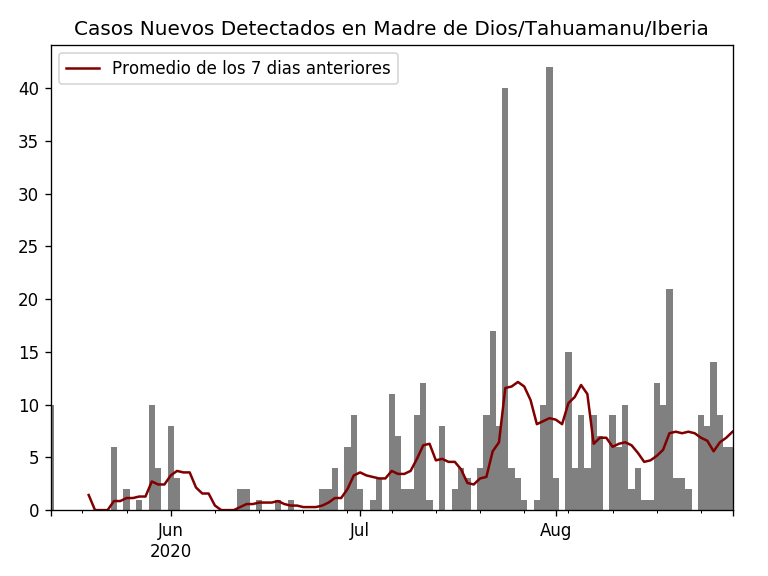 Casos Nuevos Detectados en Madre de Dios/Tahuamanu/Iberia
Promedio de los 7 dias anteriores
40
35
30
25
20
15
10
5
0
Jun
2020
Jul
Aug